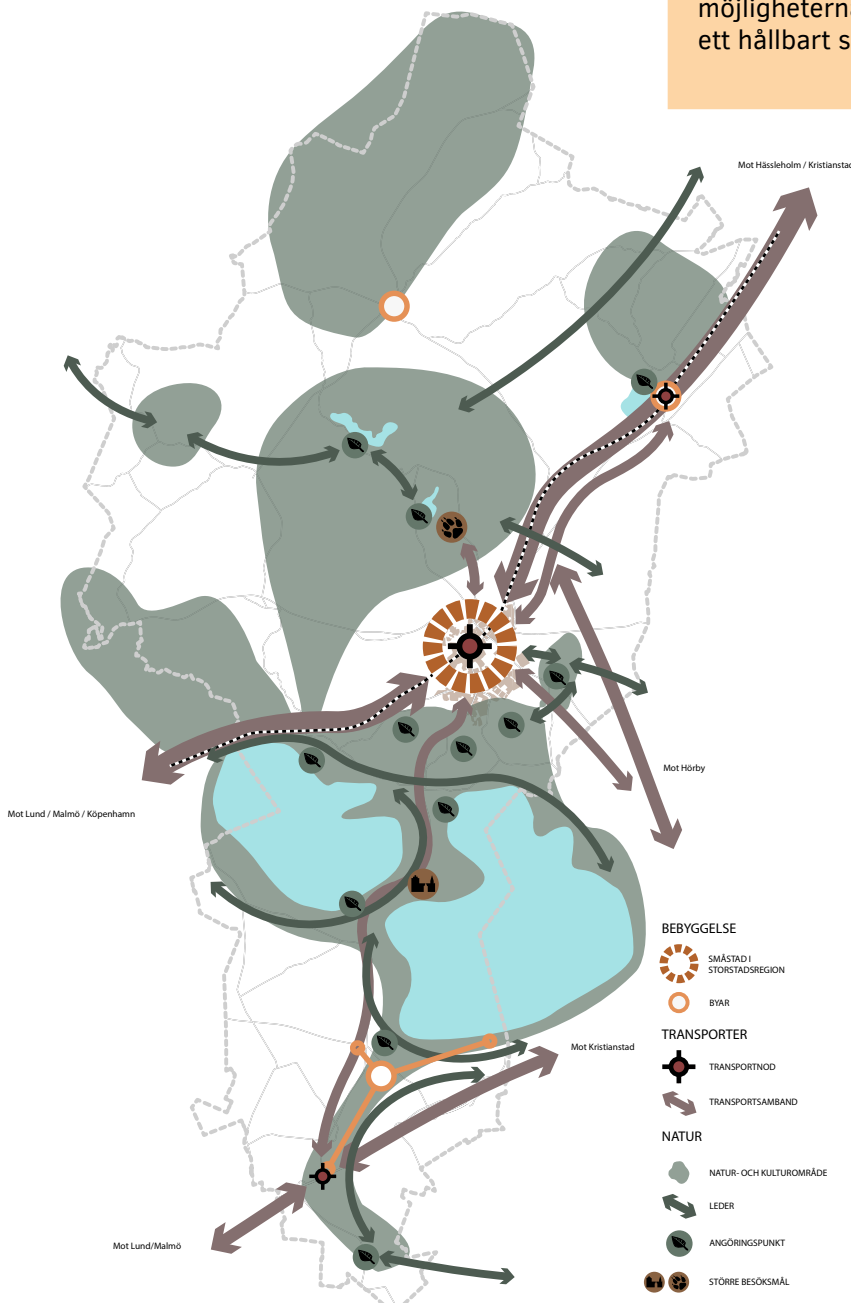 möjligheterna
ett hållbart s
Mot Hässleholm / Kristianstad
Mot Hörby
Mot Lund / Malmö / Köpenhamn
BEBYGGELSE
SMÅSTAD I
STORSTADSREGION
BYAR
TRANSPORTER
Mot Kristianstad
TRANSPORTNOD
TRANSPORTSAMBAND
NATUR
NATUR- OCH KULTUROMRÅDE
LEDER
Mot Lund/Malmö
ANGÖRINGSPUNKT
STÖRRE BESÖKSMÅL